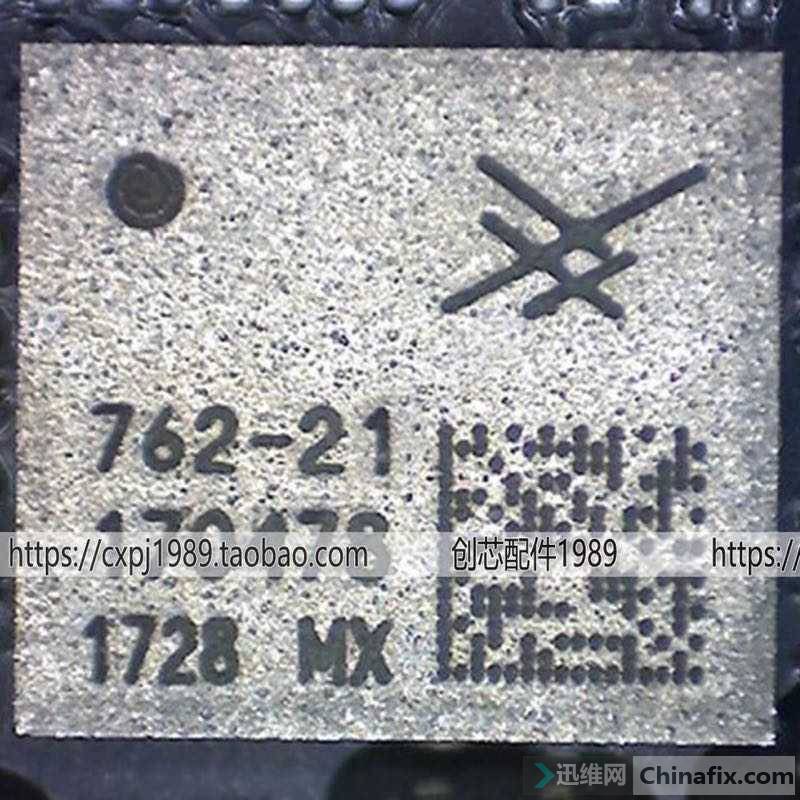 762-21
https://cxpj1989.taobao.com 创芯配件1989 https://
1728 MX
迅维网 Chinafix.com